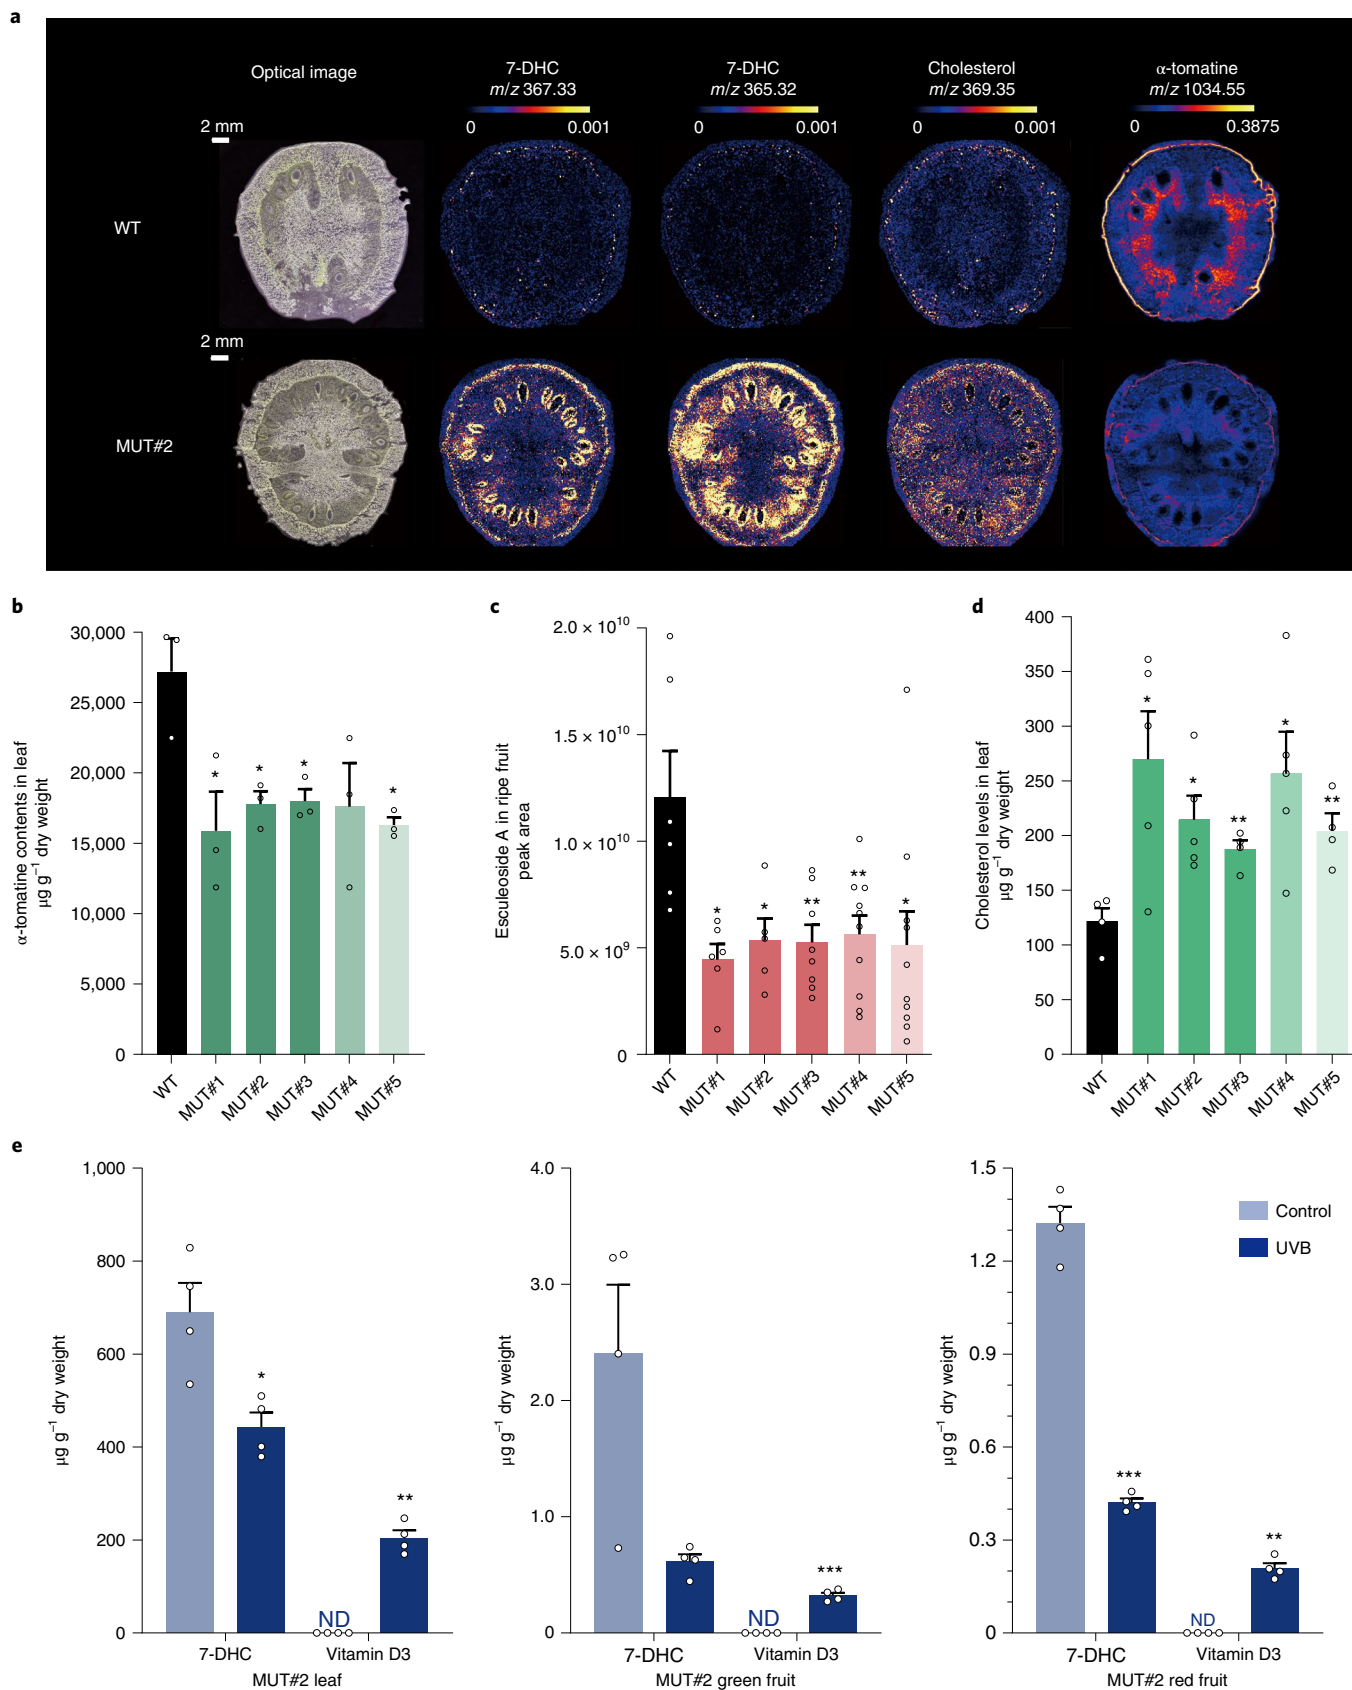 a
Optical image
7-DHC
m/z 367.33
0 0.001
7-DHC
m/z 365.32
0 0.001
Cholesterol
m/z 369.35
0 0.001
α-tomatine
m/z 1034.55
0 0.3875
2 mm
WT
2 mm
MUT#2
b
α-tomatine contents in leaf
µg g⁻¹ dry weight
30,000
25,000
20,000
15,000
10,000
5,000
0
* * * *
WT MUT#1 MUT#2 MUT#3 MUT#4 MUT#5
c
Esculeoside A in ripe fruit
peak area
2.0 × 10¹⁰
1.5 × 10¹⁰
1.0 × 10¹⁰
5.0 × 10⁹
0
* * ** ** *
WT MUT#1 MUT#2 MUT#3 MUT#4 MUT#5
d
Cholesterol levels in leaf
µg g⁻¹ dry weight
400
350
300
250
200
150
100
50
0
* * ** * **
WT MUT#1 MUT#2 MUT#3 MUT#4 MUT#5
e
µg g⁻¹ dry weight
1,000
800
600
400
200
0
* **
ND
7-DHC Vitamin D3
MUT#2 leaf
µg g⁻¹ dry weight
4.0
3.0
2.0
1.0
0
***
ND
7-DHC Vitamin D3
MUT#2 green fruit
µg g⁻¹ dry weight
1.5
1.2
0.9
0.6
0.3
0
*** **
ND
7-DHC Vitamin D3
MUT#2 red fruit
Control
UVB